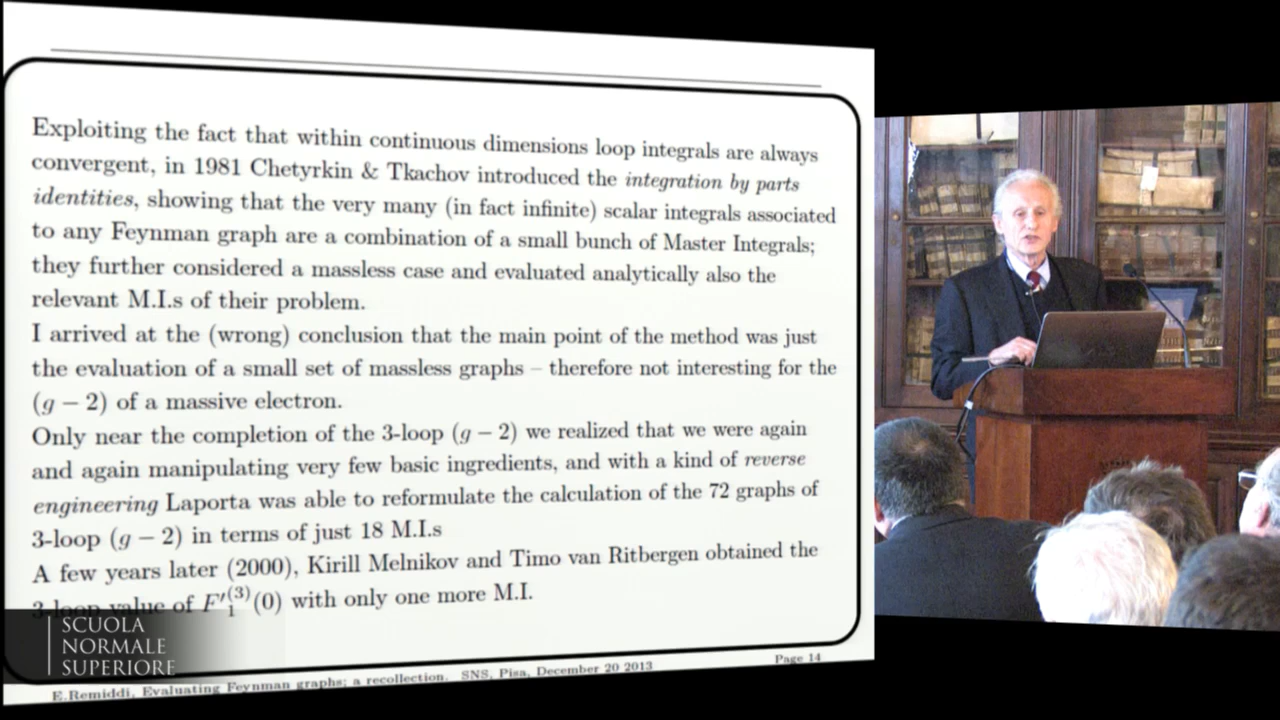 Exploiting the fact that within continuous dimensions loop integrals are always
convergent, in 1981 Chetyrkin & Tkachov introduced the integration by parts
identities, showing that the very many (in fact infinite) scalar integrals associated
to any Feynman graph are a combination of a small bunch of Master Integrals;
they further considered a massless case and evaluated analytically also the
relevant M.I.s of their problem.
I arrived at the (wrong) conclusion that the main point of the method was just
the evaluation of a small set of massless graphs – therefore not interesting for the
(g − 2) of a massive electron.
Only near the completion of the 3-loop (g − 2) we realized that we were again
and again manipulating very few basic ingredients, and with a kind of reverse
engineering Laporta was able to reformulate the calculation of the 72 graphs of
3-loop (g − 2) in terms of just 18 M.I.s
A few years later (2000), Kirill Melnikov and Timo van Ritbergen obtained the
3-loop value of F′₁⁽³⁾(0) with only one more M.I.
SCUOLA
NORMALE
SUPERIORE
E.Remiddi, Evaluating Feynman graphs; a recollection. SNS, Pisa, December 20 2013 Page 14